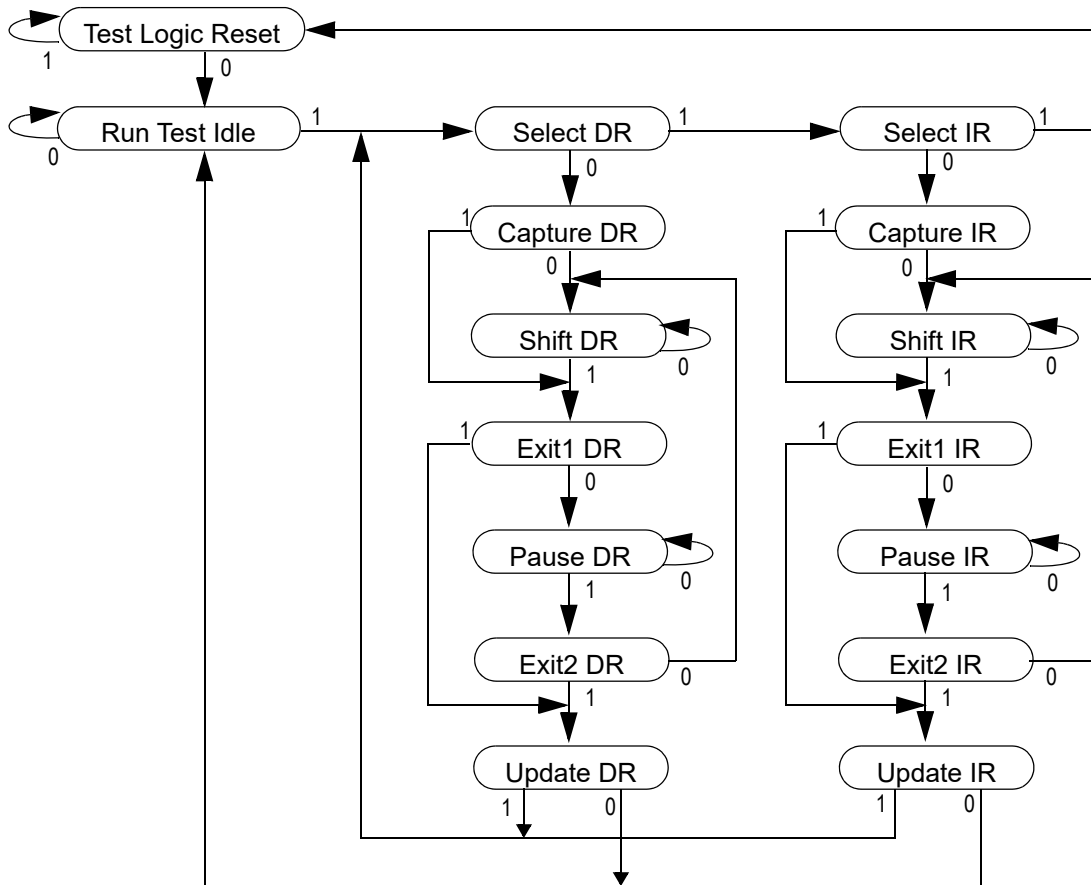 Test Logic Reset
1
0
Run Test Idle
1
0
Select DR
1
0
Select IR
1
0
Capture DR
1
0
Capture IR
1
0
Shift DR
0
1
Shift IR
0
1
Exit1 DR
1
0
Exit1 IR
1
0
Pause DR
0
1
Pause IR
0
1
Exit2 DR
0
1
Exit2 IR
0
1
Update DR
1
0
Update IR
1
0